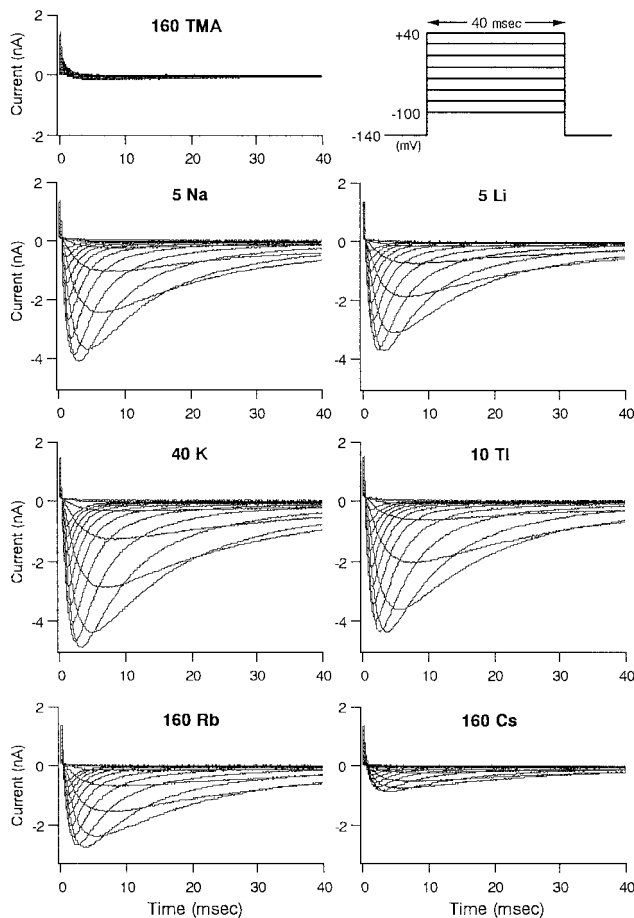 160 TMA
Current (nA)
2
0
-2
0 10 20 30 40
40 msec
+40
-100
-140
(mV)
5 Na
Current (nA)
2
0
-2
-4
0 10 20 30 40
5 Li
2
0
-2
-4
0 10 20 30 40
40 K
Current (nA)
2
0
-2
-4
0 10 20 30 40
10 Tl
2
0
-2
-4
0 10 20 30 40
160 Rb
Current (nA)
2
0
-2
0 10 20 30 40
Time (msec)
160 Cs
2
0
-2
0 10 20 30 40
Time (msec)